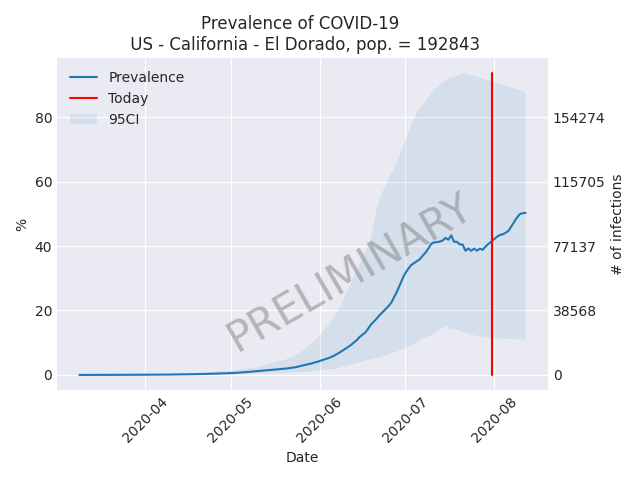 Prevalence of COVID-19
US - California - El Dorado, pop. = 192843
Prevalence
Today
95CI
PRELIMINARY
%
80
60
40
20
0
154274
115705
77137
38568
0
# of infections
2020-04
2020-05
2020-06
2020-07
2020-08
Date